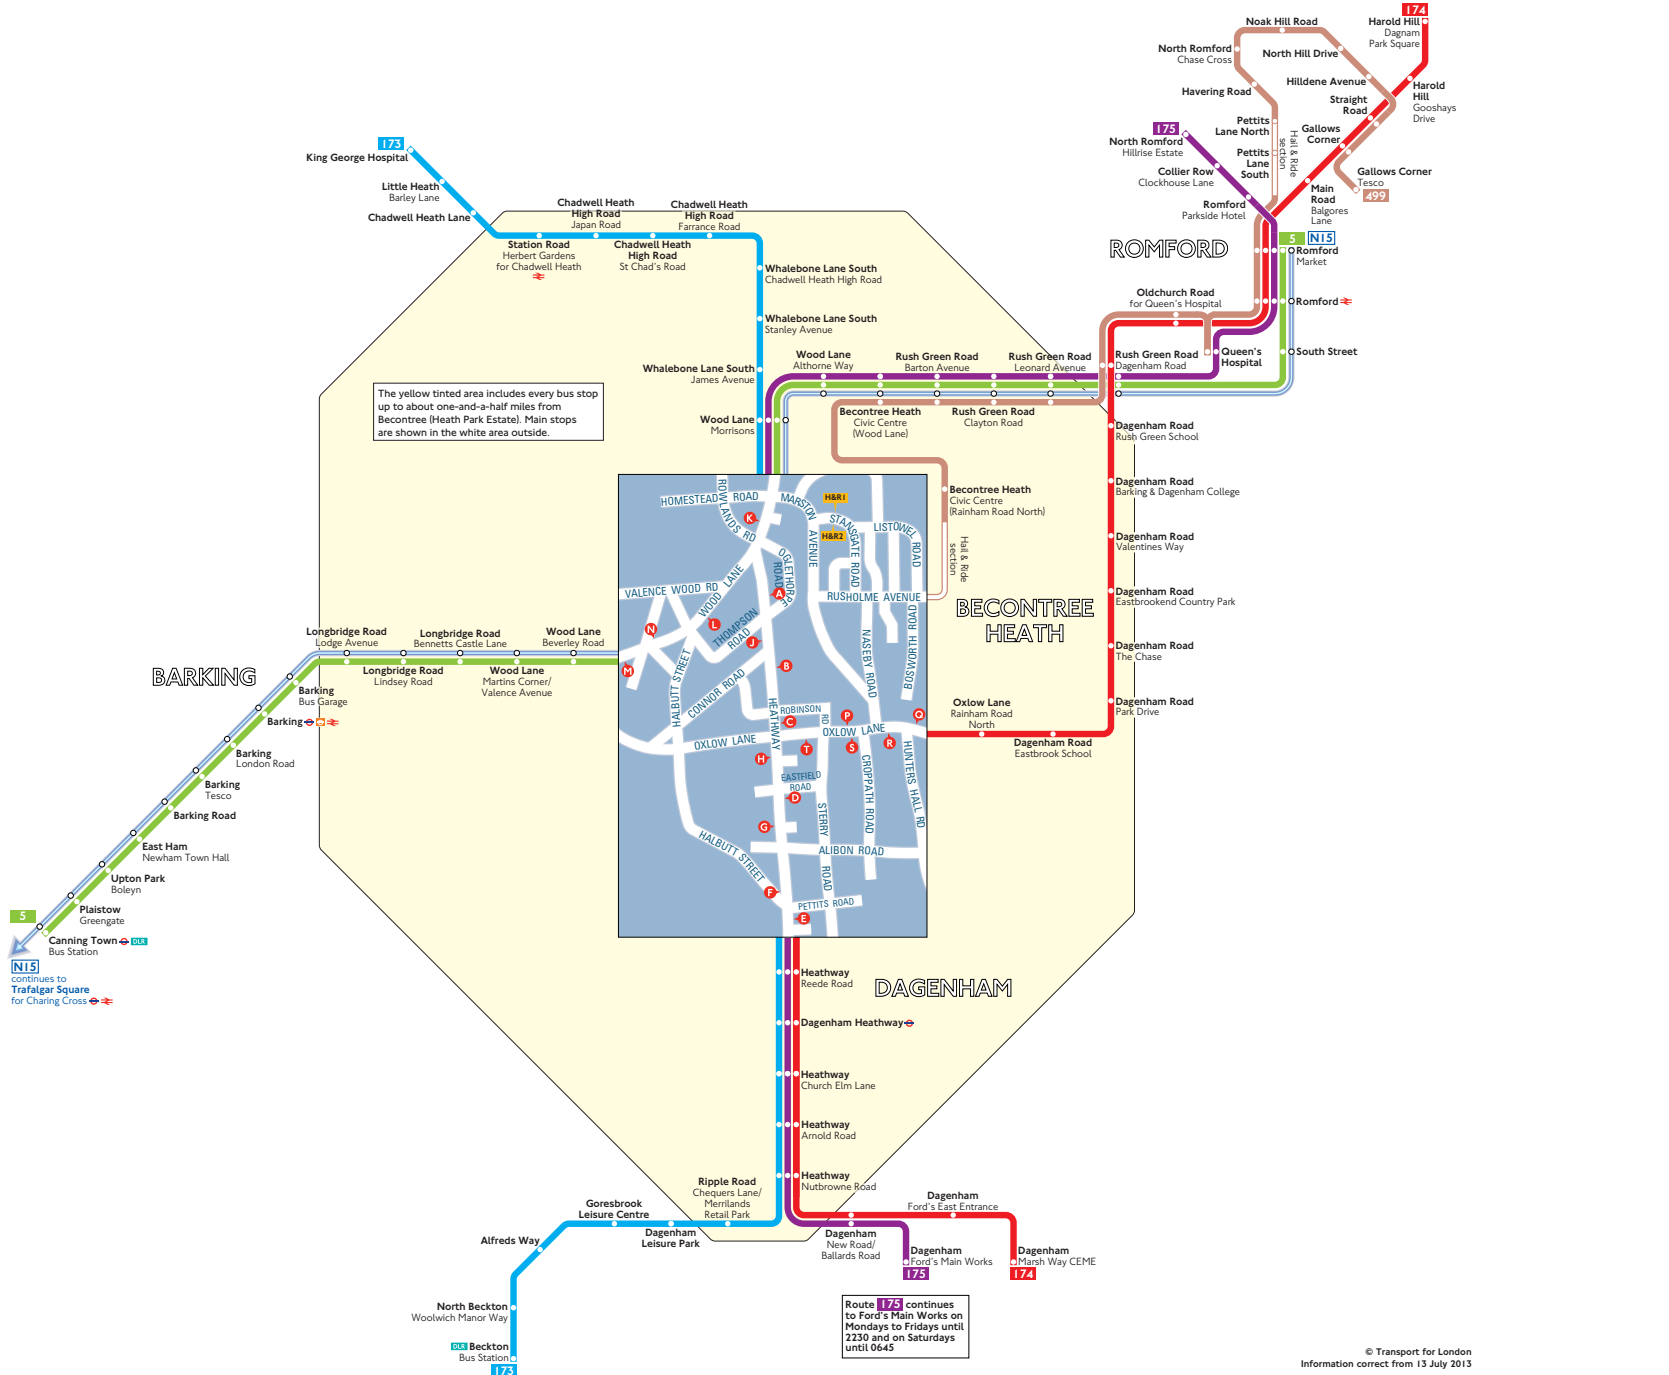 174
Harold Hill
Dagnam
Park Square
Noak Hill Road
North Romford
Chase Cross
North Hill Drive
Havering Road
Hilldene Avenue
Harold
Hill
Gooshays
Drive
Straight
Road
Pettits
Lane North
Gallows
Corner
175
North Romford
Hillrise Estate
Hail & Ride
section
Pettits
Lane
South
Collier Row
Clockhouse Lane
Gallows Corner
Tesco
499
Main
Road
Balgores
Lane
Romford
Parkside Hotel
173
King George Hospital
Little Heath
Barley Lane
Chadwell Heath Lane
Chadwell Heath
High Road
Japan Road
Chadwell Heath
High Road
Farrance Road
Station Road
Herbert Gardens
for Chadwell Heath
Chadwell Heath
High Road
St Chad's Road
ROMFORD
5
N15
Romford
Market
Whalebone Lane South
Chadwell Heath High Road
Oldchurch Road
for Queen's Hospital
Romford
Whalebone Lane South
Stanley Avenue
Whalebone Lane South
James Avenue
Wood Lane
Althorne Way
Rush Green Road
Barton Avenue
Rush Green Road
Leonard Avenue
Rush Green Road
Dagenham Road
Queen's
Hospital
South Street
The yellow tinted area includes every bus stop
up to about one-and-a-half miles from
Becontree (Heath Park Estate). Main stops
are shown in the white area outside.
Wood Lane
Morrisons
Becontree Heath
Civic Centre
(Wood Lane)
Rush Green Road
Clayton Road
Dagenham Road
Rush Green School
Becontree Heath
Civic Centre
(Rainham Road North)
Dagenham Road
Barking & Dagenham College
Hail & Ride
section
Dagenham Road
Valentines Way
BECONTREE
HEATH
Dagenham Road
Eastbrookend Country Park
Dagenham Road
The Chase
Dagenham Road
Park Drive
Oxlow Lane
Rainham Road
North
Dagenham Road
Eastbrook School
HOMESTEAD ROAD
ROWLANDS RD
MARSTON AVENUE
H&R1
STANSGATE ROAD
H&R2
LISTOWEL ROAD
K
OGLETHORPE
ROAD
VALENCE WOOD RD
WOOD LANE
A
RUSHOLME AVENUE
N
L
THOMPSON
ROAD
J
NASEBY ROAD
BOSWORTH ROAD
M
B
HALBUTT STREET
CONNOR ROAD
HEATHWAY
ROBINSON
RD
C
P
Q
OXLOW LANE
OXLOW LANE
T
S
R
H
EASTFIELD
ROAD
D
STERRY
ROAD
CROPPATH ROAD
HUNTERS HALL RD
G
HALBUTT STREET
ALIBON ROAD
F
PETTITS ROAD
E
Longbridge Road
Lodge Avenue
Longbridge Road
Bennetts Castle Lane
Wood Lane
Beverley Road
BARKING
Longbridge Road
Lindsey Road
Wood Lane
Martins Corner/
Valence Avenue
Barking
Bus Garage
Barking
Barking
London Road
Barking
Tesco
Barking Road
East Ham
Newham Town Hall
Upton Park
Boleyn
Plaistow
Greengate
5
Canning Town
DLR
Bus Station
N15
continues to
Trafalgar Square
for Charing Cross
DAGENHAM
Heathway
Reede Road
Dagenham Heathway
Heathway
Church Elm Lane
Heathway
Arnold Road
Heathway
Nutbrowne Road
Ripple Road
Chequers Lane/
Merrilands
Retail Park
Goresbrook
Leisure Centre
Dagenham
Leisure Park
Alfreds Way
North Beckton
Woolwich Manor Way
DLR
Beckton
Bus Station
173
Dagenham
Ford's East Entrance
Dagenham
New Road/
Ballards Road
Dagenham
Ford's Main Works
175
Dagenham
Marsh Way CEME
174
Route 175 continues
to Ford's Main Works on
Mondays to Fridays until
2230 and on Saturdays
until 0645
© Transport for London
Information correct from 13 July 2013